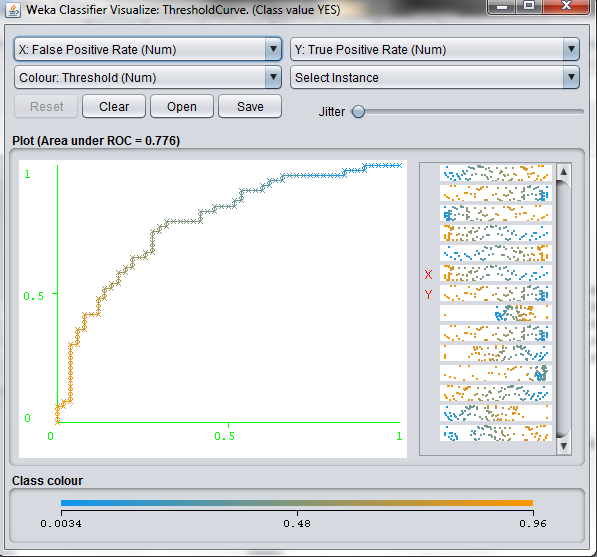 Weka Classifier Visualize: ThresholdCurve. (Class value YES)
X: False Positive Rate (Num) Y: True Positive Rate (Num)
Colour: Threshold (Num) Select Instance
Reset Clear Open Save Jitter
Plot (Area under ROC = 0.776)
1
X
0.5 Y
0
0 0.5 1
Class colour
0.0034 0.48 0.96